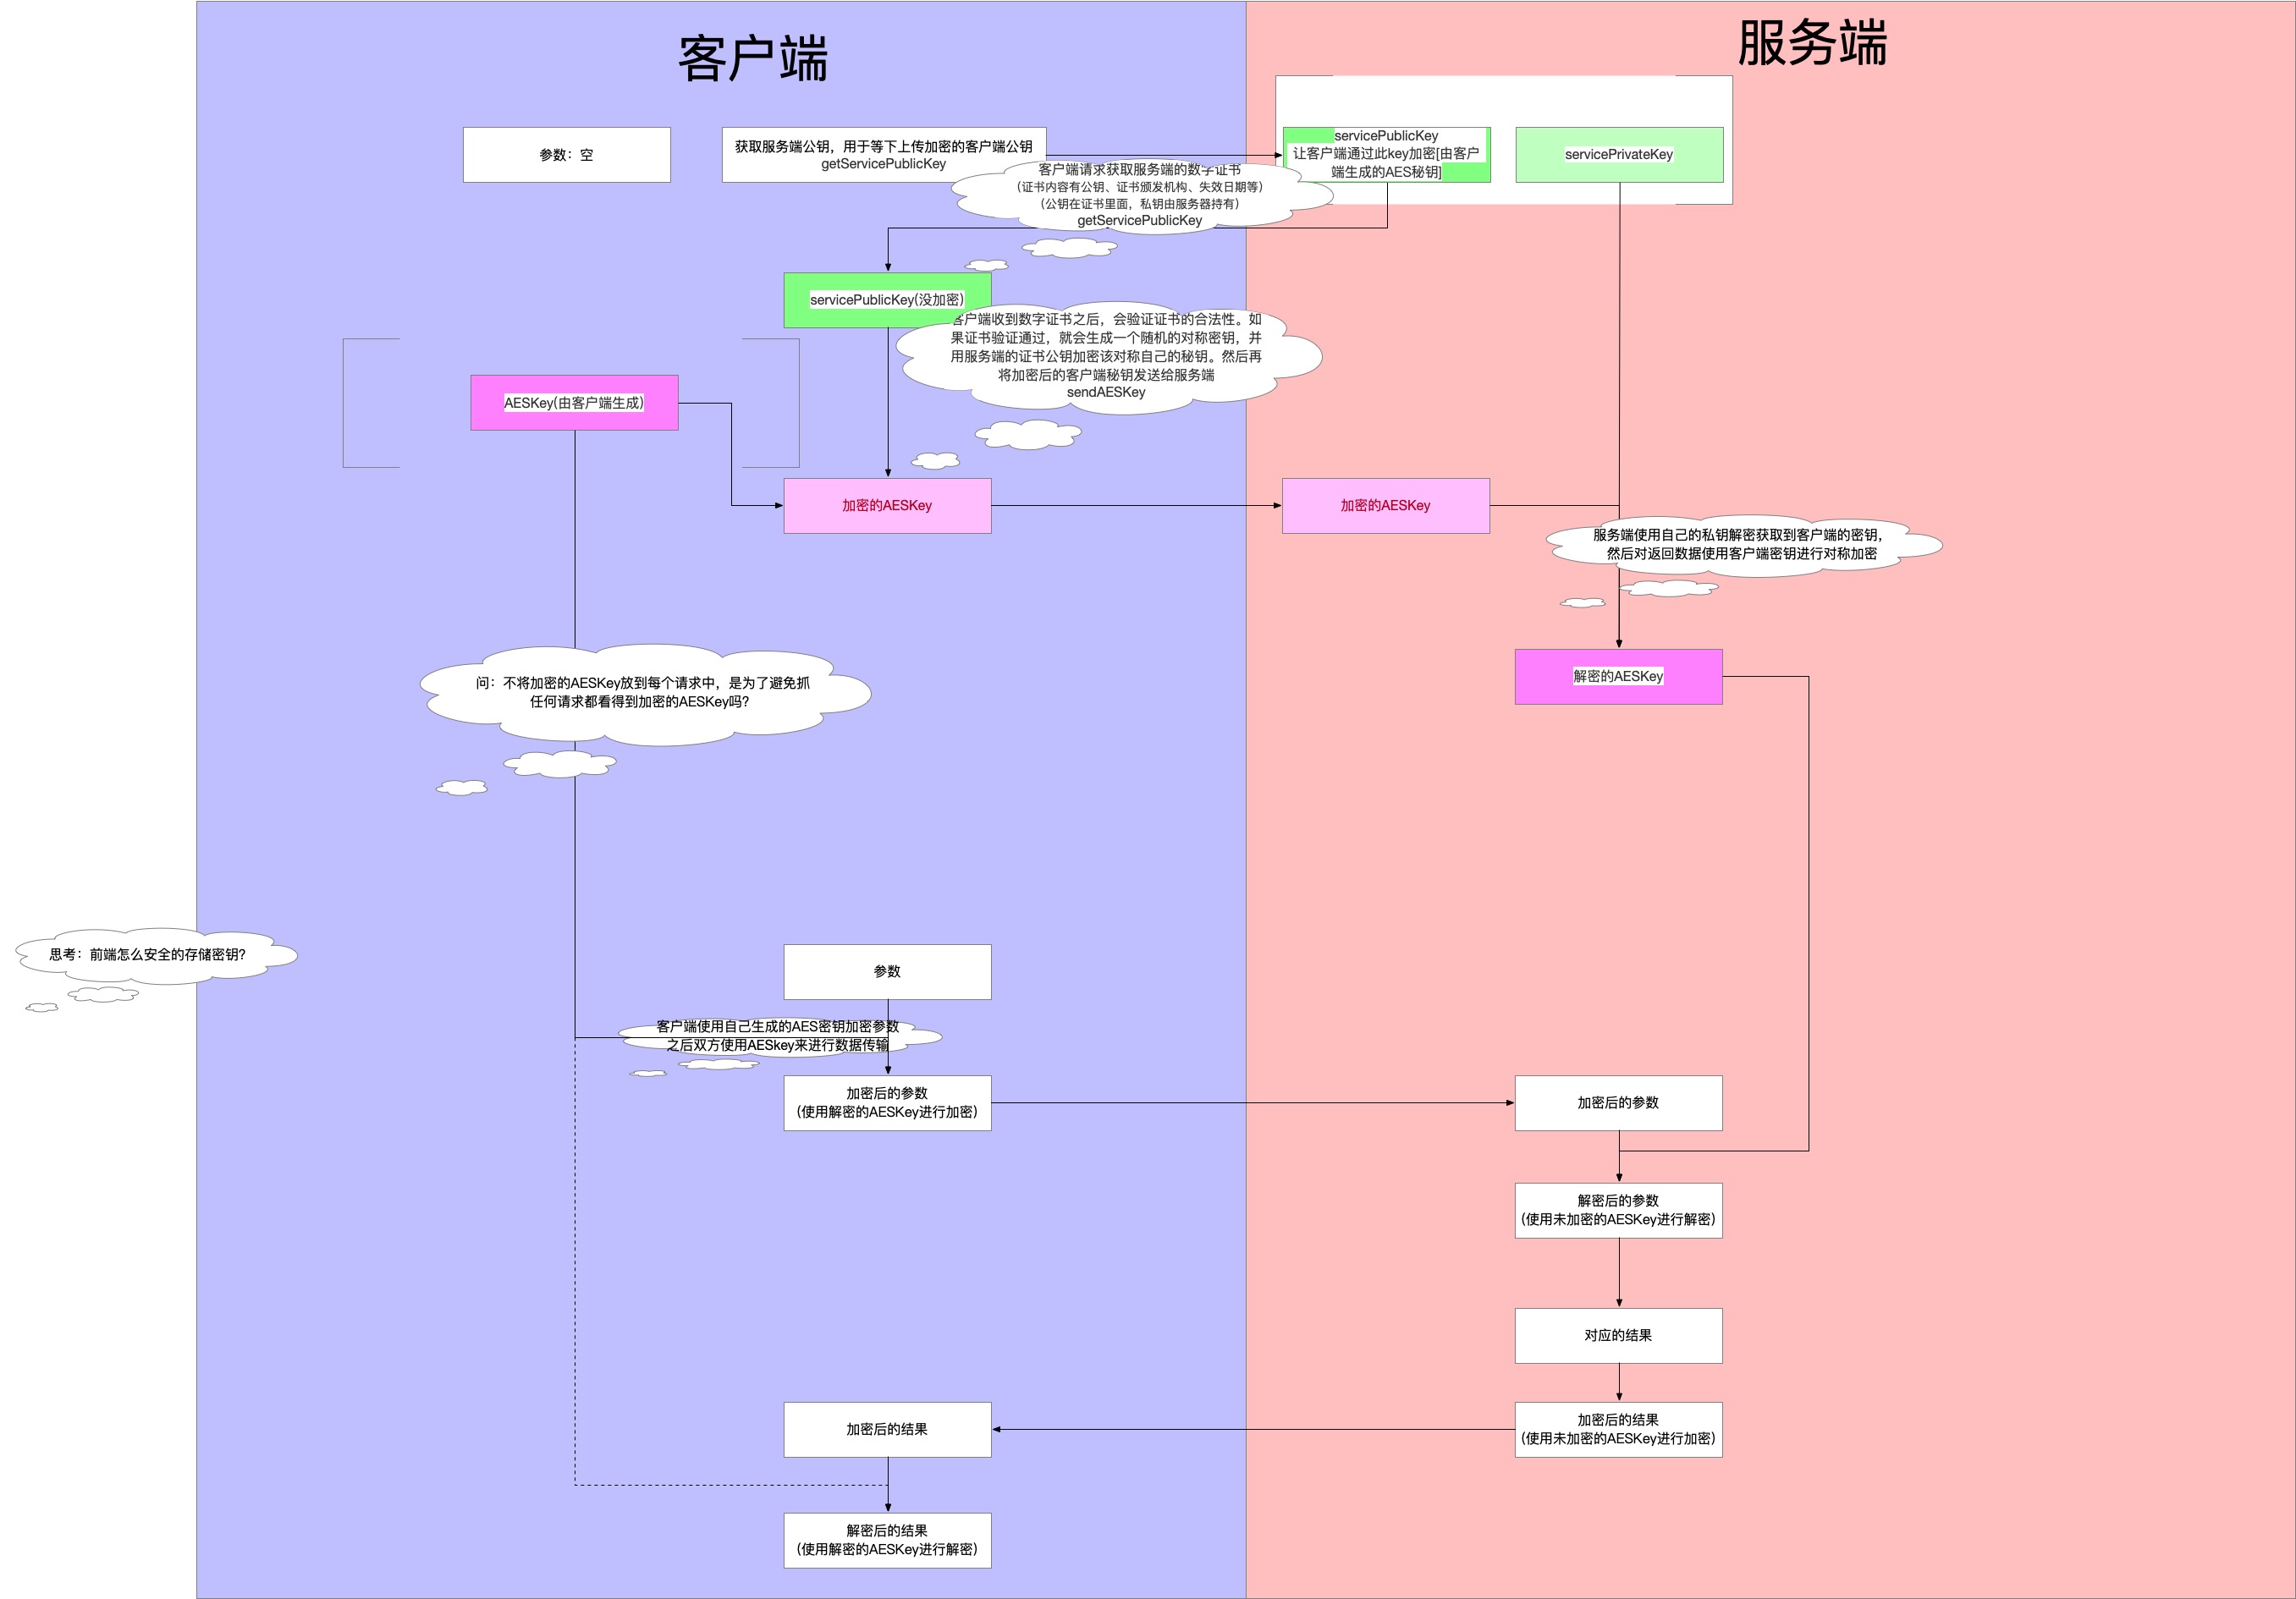 客户端
服务端
参数：空
获取服务端公钥，用于等下上传加密的客户端公钥
getServicePublicKey
servicePublicKey
让客户端通过此key加密[由客户
端生成的AES秘钥]
servicePrivateKey
客户端请求获取服务端的数字证书
（证书内容有公钥、证书颁发机构、失效日期等）
（公钥在证书里面，私钥由服务器持有）
getServicePublicKey
servicePublicKey(没加密)
客户端收到数字证书之后，会验证证书的合法性。如
果证书验证通过，就会生成一个随机的对称密钥，并
用服务端的证书公钥加密该对称自己的秘钥。然后再
将加密后的客户端秘钥发送给服务端
sendAESKey
AESKey(由客户端生成)
加密的AESKey
加密的AESKey
服务端使用自己的私钥解密获取到客户端的密钥，
然后对返回数据使用客户端密钥进行对称加密
解密的AESKey
问：不将加密的AESKey放到每个请求中，是为了避免抓
任何请求都看得到加密的AESKey吗？
思考：前端怎么安全的存储密钥？
参数
客户端使用自己生成的AES密钥加密参数
之后双方使用AESkey来进行数据传输
加密后的参数
（使用解密的AESKey进行加密）
加密后的参数
解密后的参数
（使用未加密的AESKey进行解密）
对应的结果
加密后的结果
加密后的结果
（使用未加密的AESKey进行加密）
解密后的结果
（使用解密的AESKey进行解密）